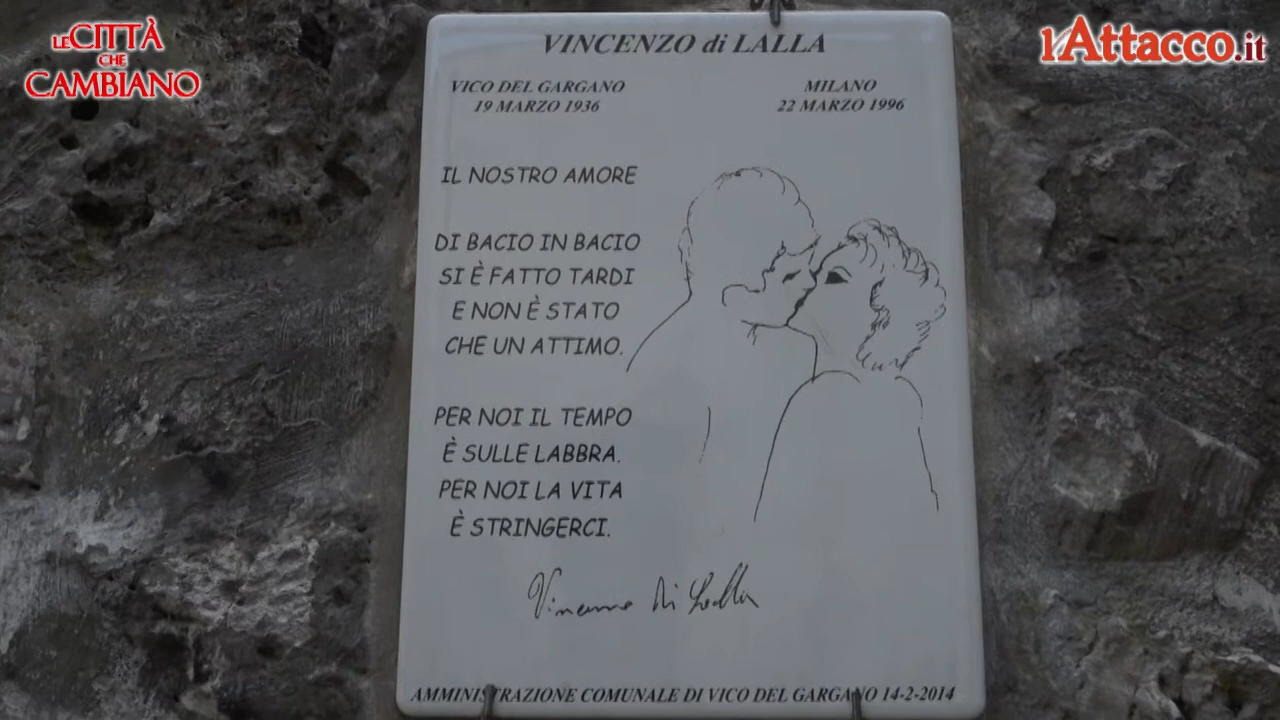 LE CITTÀ
CHE
CAMBIANO
l'Attacco.it
VINCENZO di LALLA
VICO DEL GARGANO
19 MARZO 1936
MILANO
22 MARZO 1996
IL NOSTRO AMORE
DI BACIO IN BACIO
SI È FATTO TARDI
E NON È STATO
CHE UN ATTIMO.
PER NOI IL TEMPO
È SULLE LABBRA.
PER NOI LA VITA
È STRINGERCI.
Vincenzo di Lalla
AMMINISTRAZIONE COMUNALE DI VICO DEL GARGANO 14-2-2014